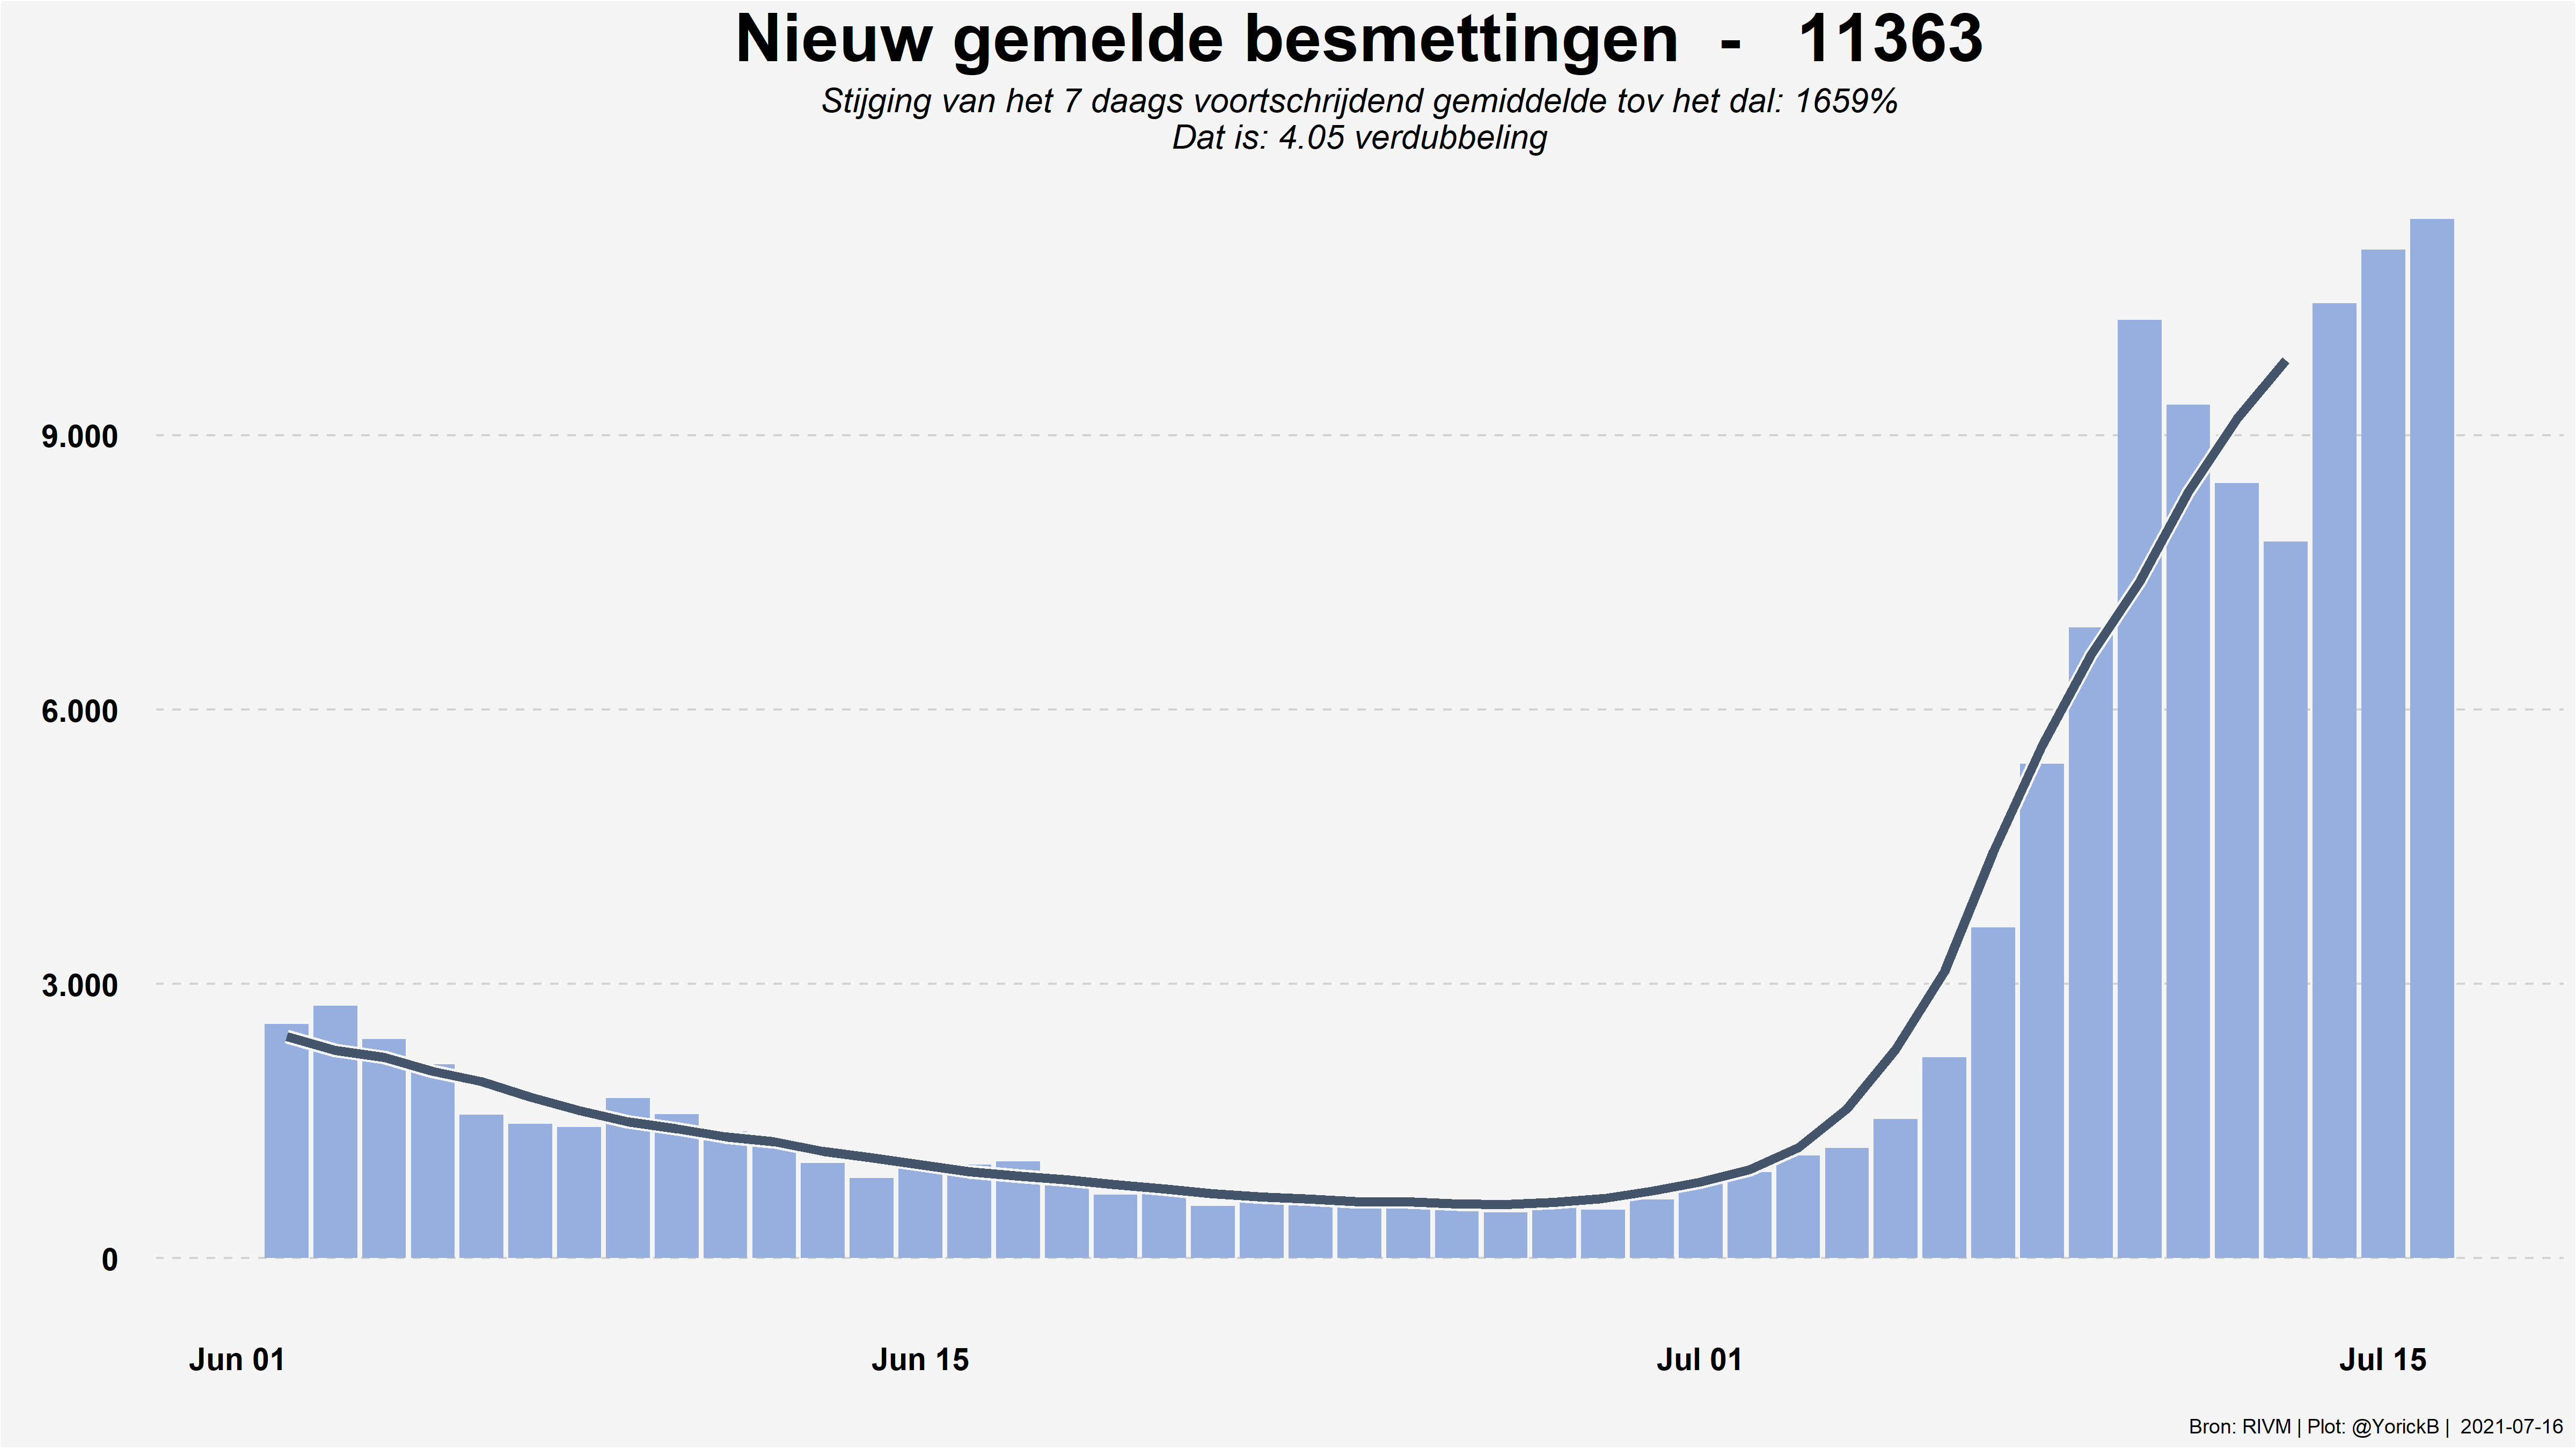 Nieuw gemelde besmettingen - 11363
Stijging van het 7 daags voortschrijdend gemiddelde tov het dal: 1659%
Dat is: 4.05 verdubbeling
9.000
6.000
3.000
0
Jun 01 Jun 15 Jul 01 Jul 15
Bron: RIVM | Plot: @YorickB | 2021-07-16